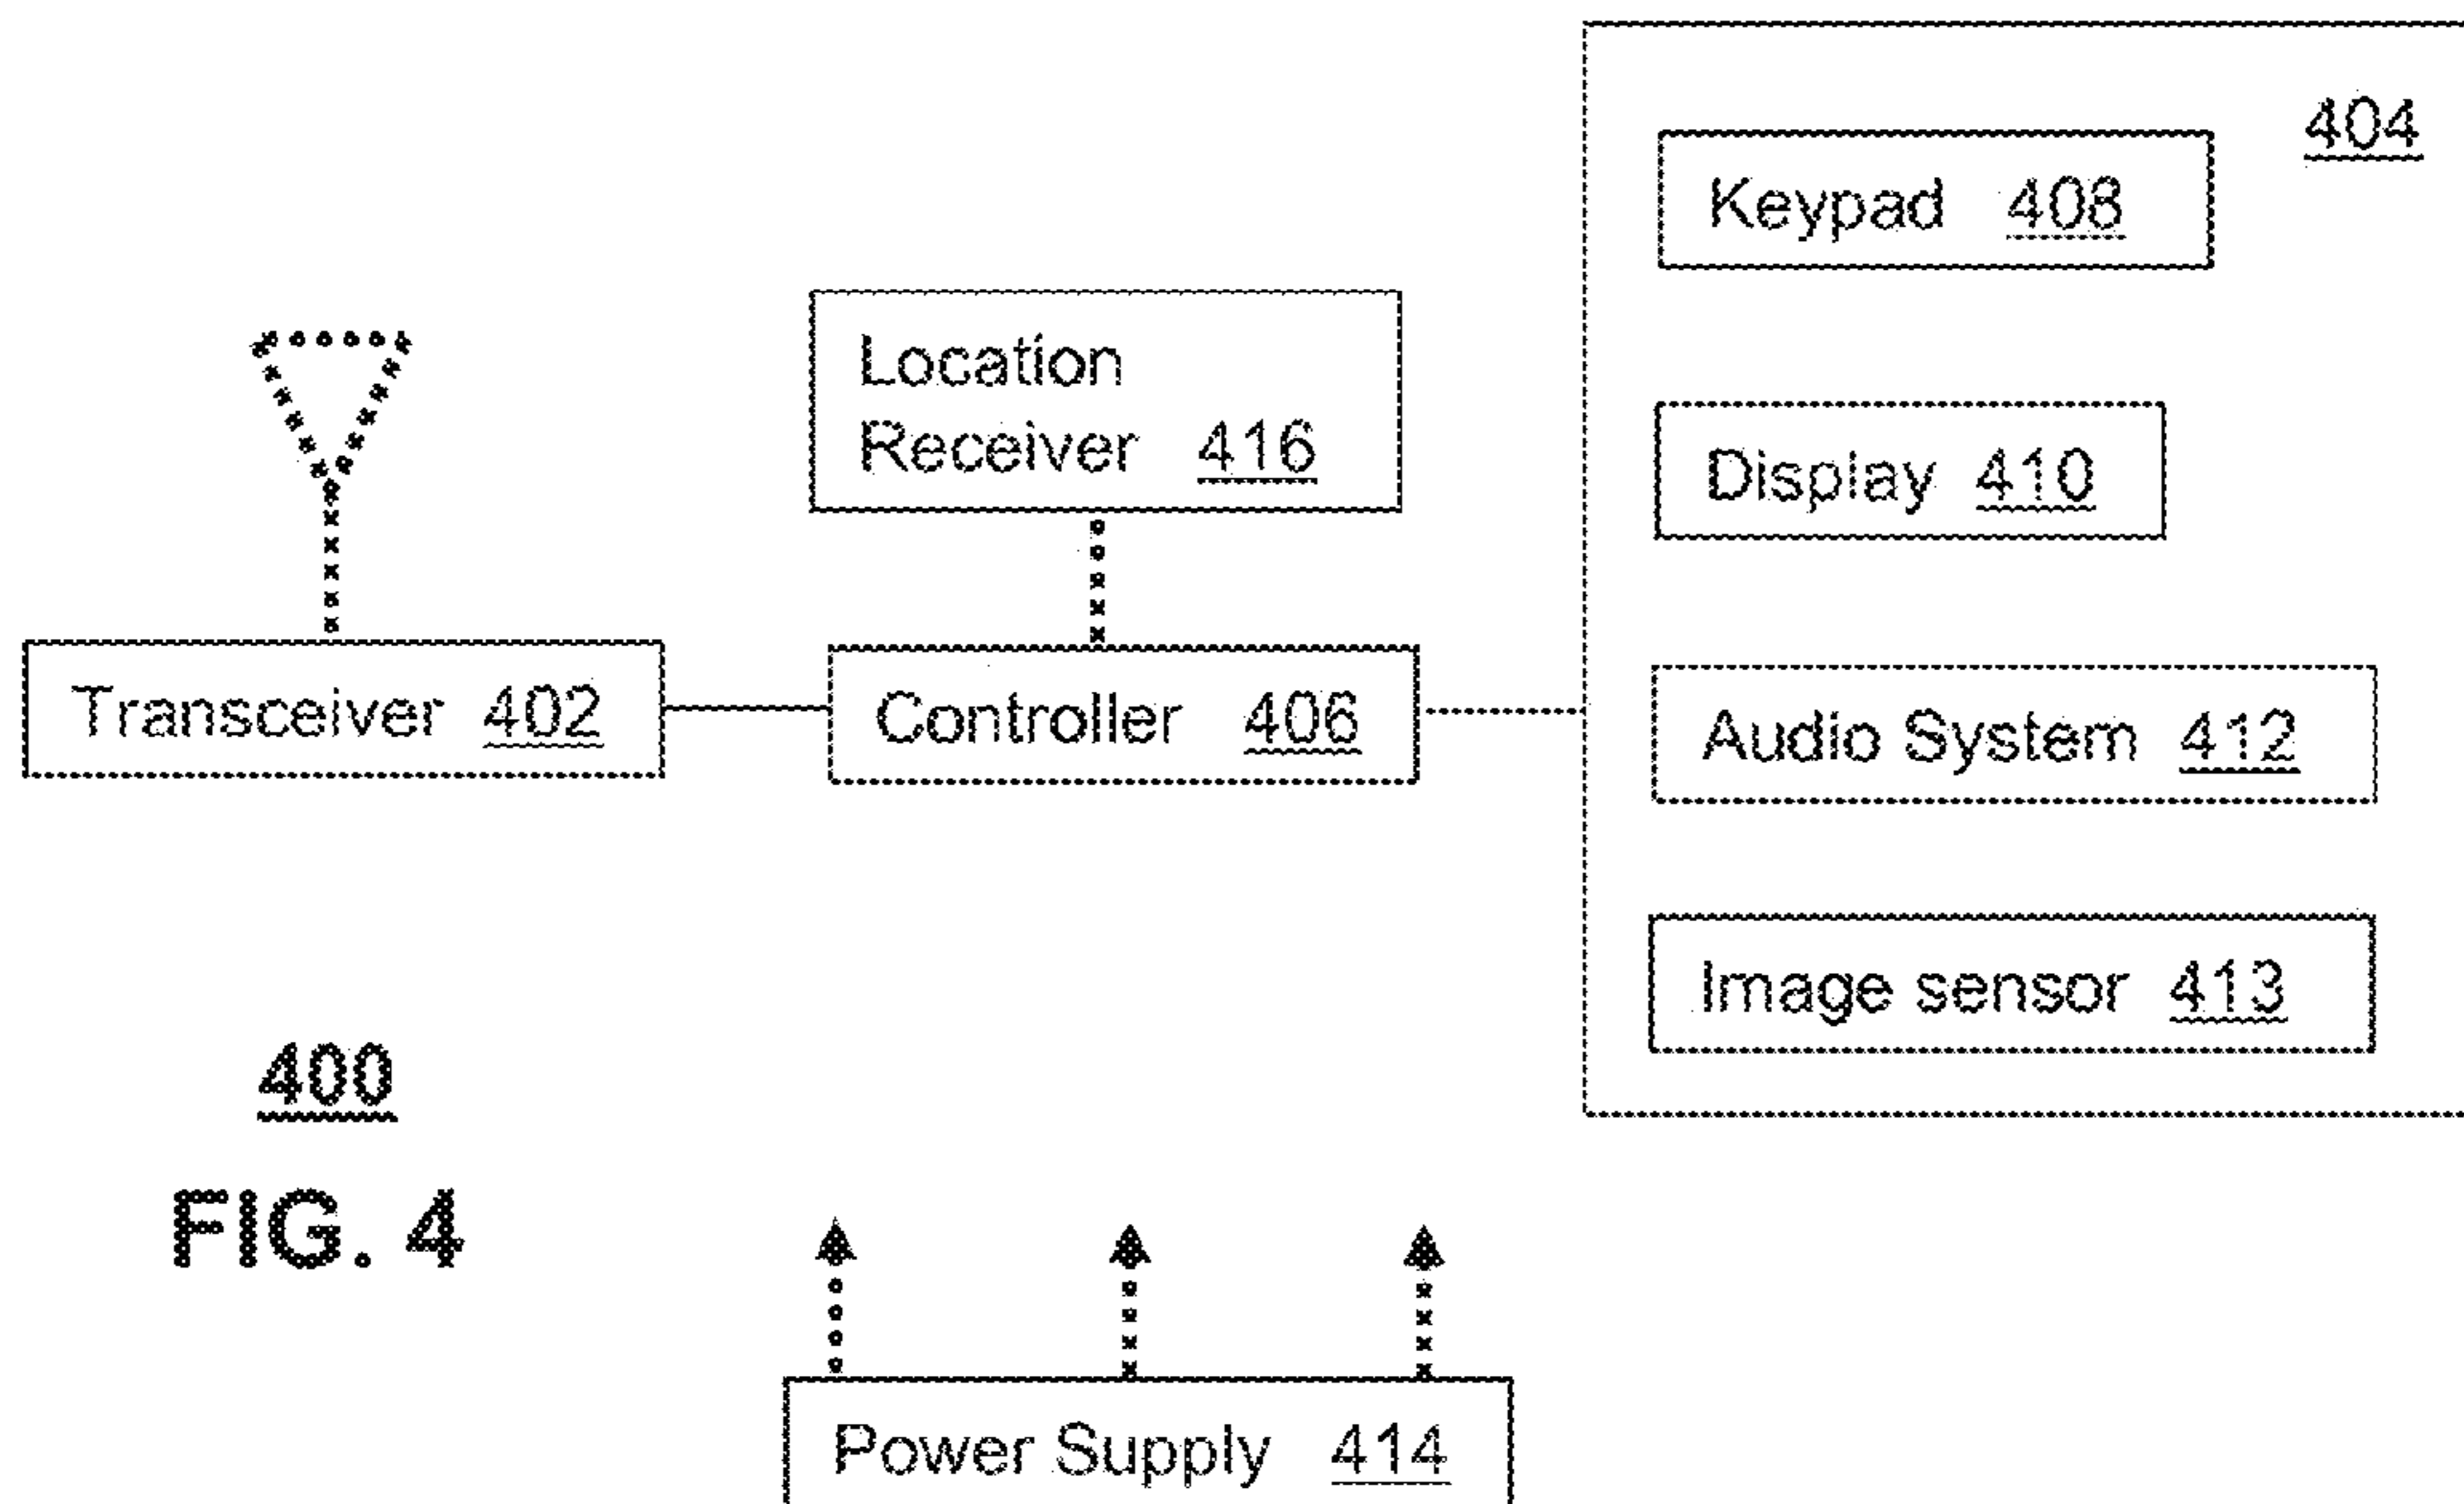 404
Keypad 408
Location
Receiver 416
Display 410
Transceiver 402
Controller 406
Audio System 412
Image sensor 413
400
FIG. 4
Power Supply 414